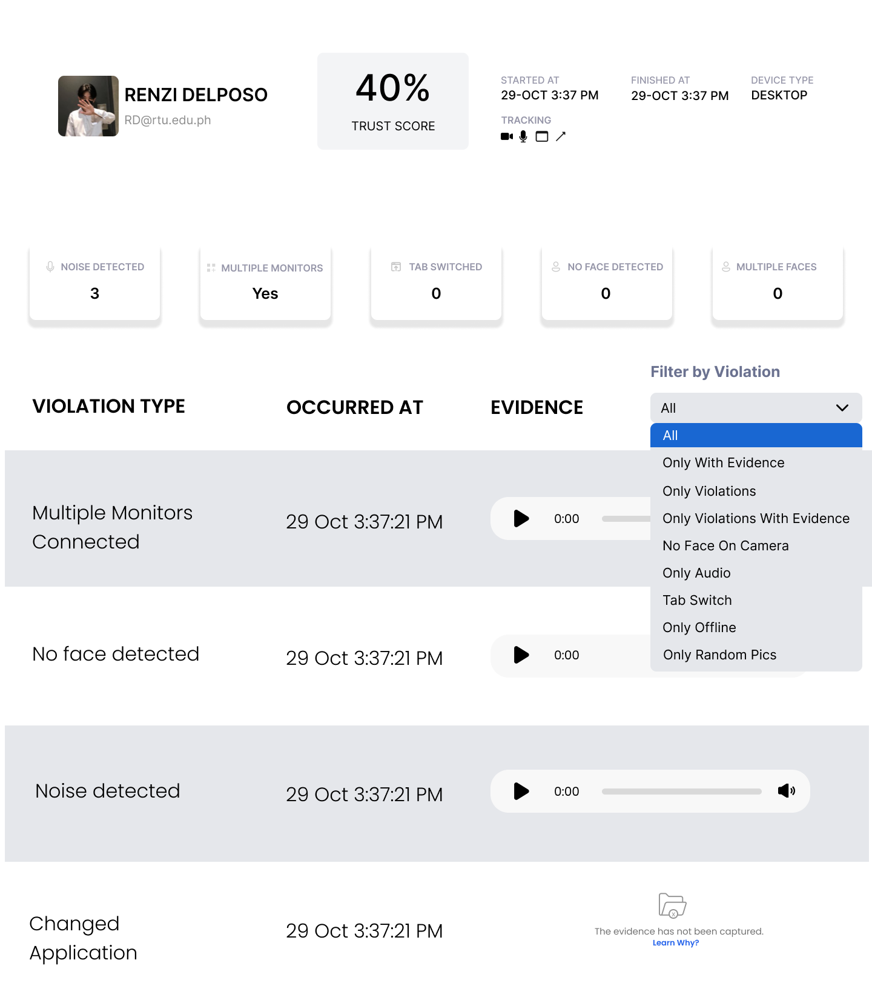 RENZI DELPOSO
RD@rtu.edu.ph
40%
TRUST SCORE
STARTED AT
29-OCT 3:37 PM
FINISHED AT
29-OCT 3:37 PM
DEVICE TYPE
DESKTOP
TRACKING
NOISE DETECTED
3
MULTIPLE MONITORS
Yes
TAB SWITCHED
0
NO FACE DETECTED
0
MULTIPLE FACES
0
Filter by Violation
VIOLATION TYPE
OCCURRED AT
EVIDENCE
All
All
Only With Evidence
Only Violations
Only Violations With Evidence
No Face On Camera
Only Audio
Tab Switch
Only Offline
Only Random Pics
Multiple Monitors
Connected
29 Oct 3:37:21 PM
0:00
No face detected
29 Oct 3:37:21 PM
0:00
Noise detected
29 Oct 3:37:21 PM
0:00
Changed
Application
29 Oct 3:37:21 PM
x
The evidence has not been captured.
Learn Why?